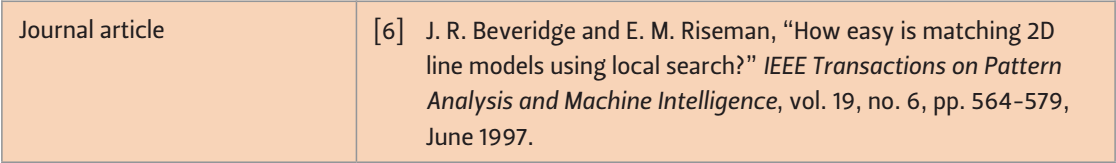 Journal article
[6] J. R. Beveridge and E. M. Riseman, “How easy is matching 2D
line models using local search?” IEEE Transactions on Pattern
Analysis and Machine Intelligence, vol. 19, no. 6, pp. 564–579,
June 1997.